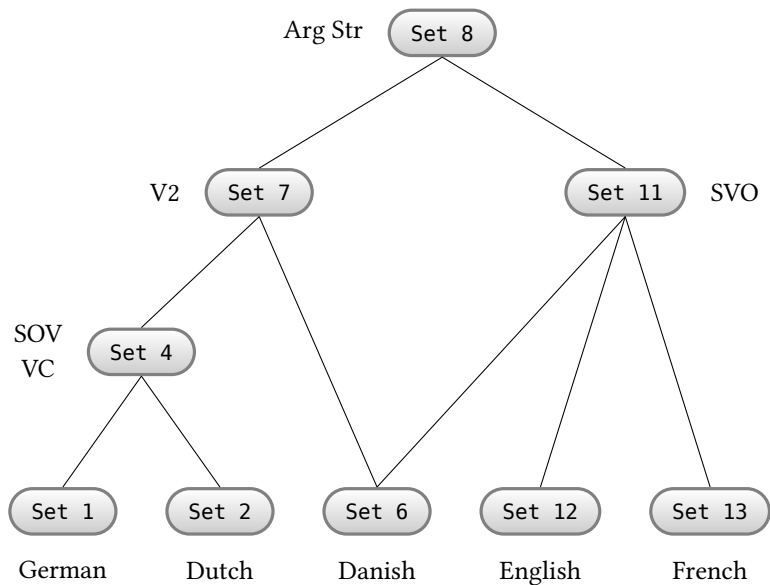 Arg Str Set 8
V2 Set 7 Set 11 SVO
SOV
VC
Set 4
Set 1 Set 2 Set 6 Set 12 Set 13
German Dutch Danish English French